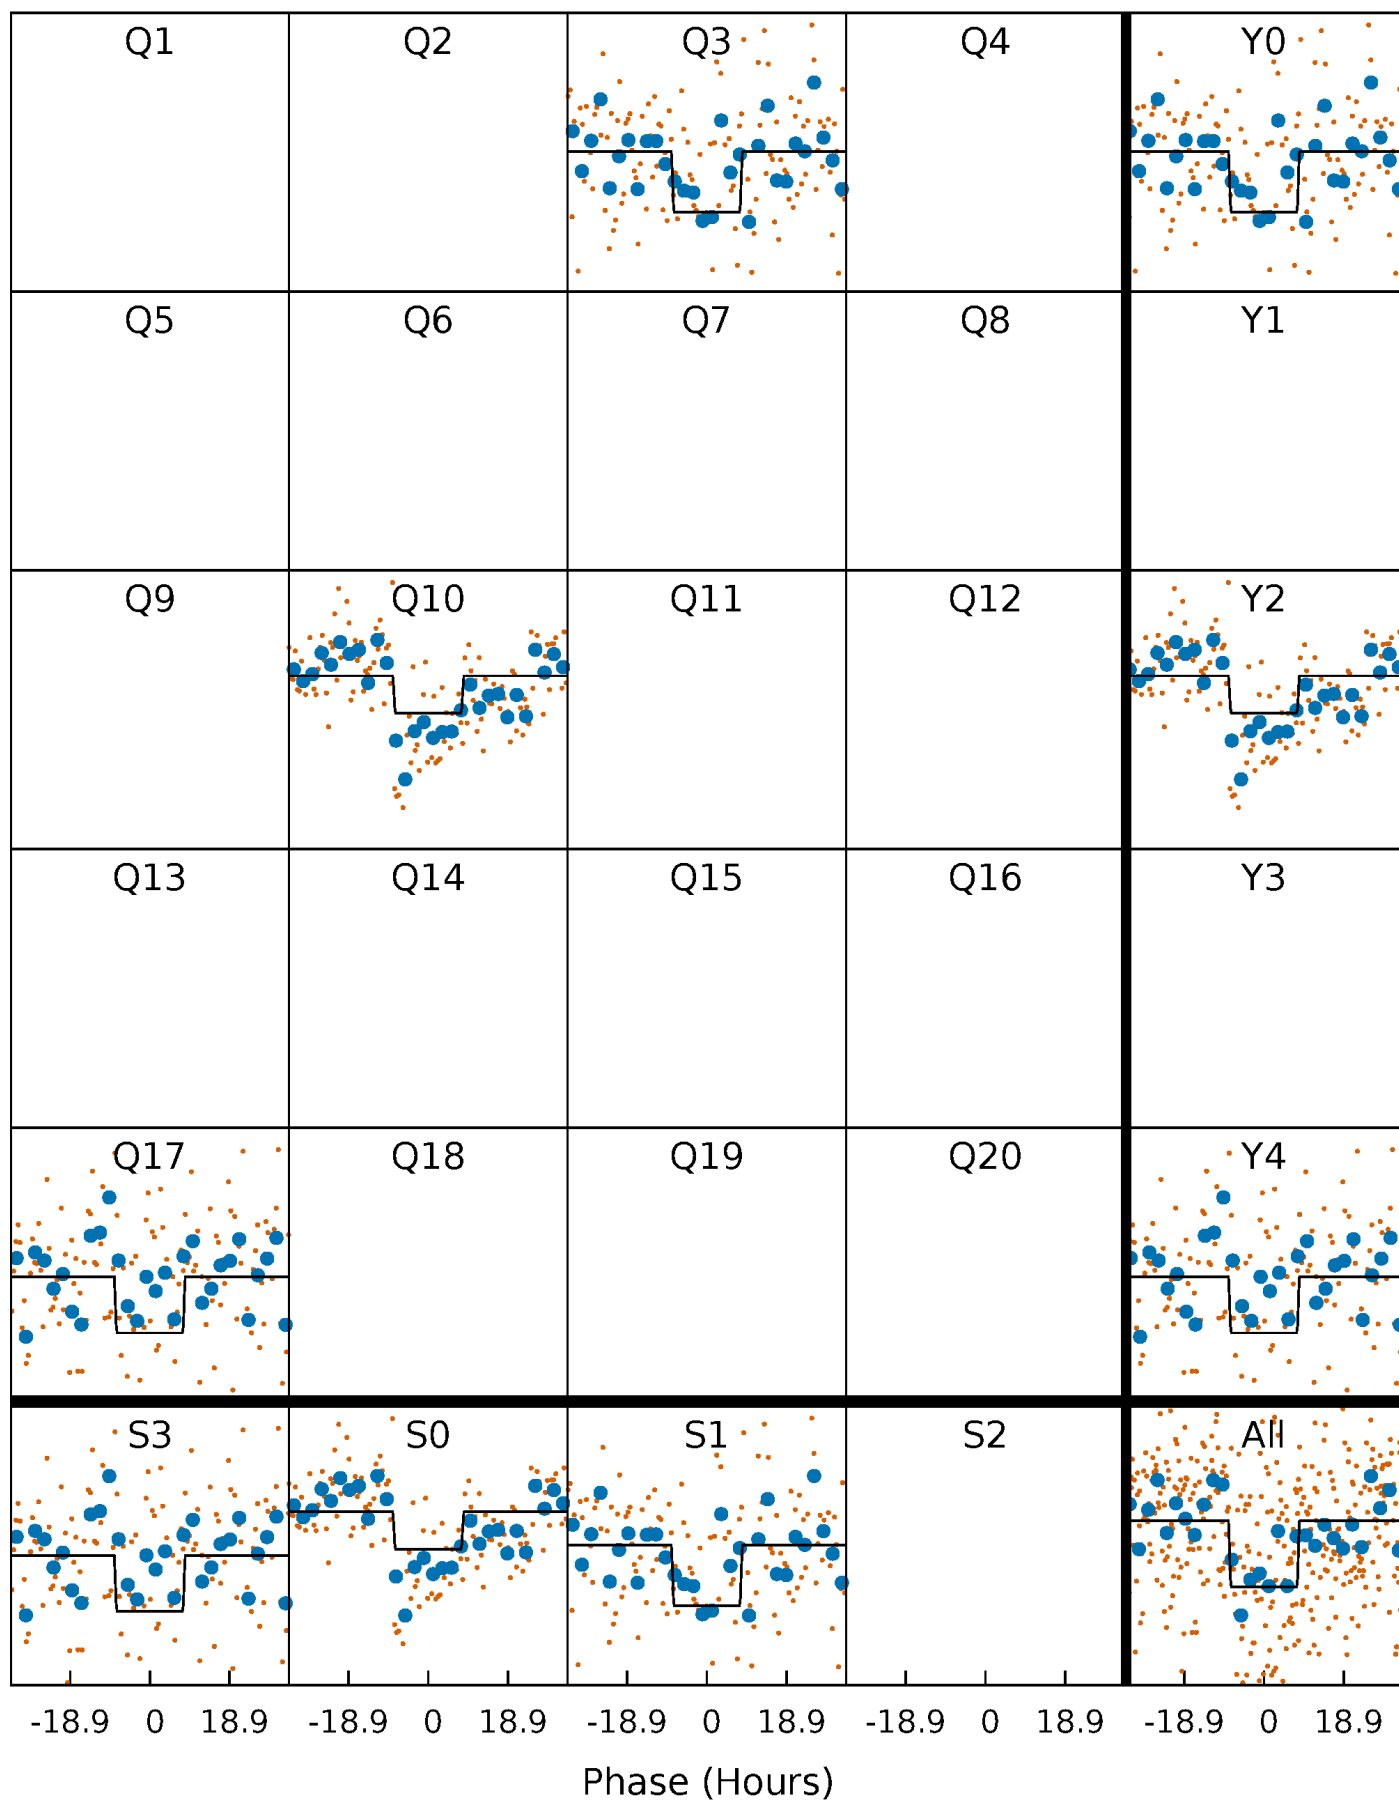 Q1 Q2 Q3 Q4 Y0
Q5 Q6 Q7 Q8 Y1
Q9 Q10 Q11 Q12 Y2
Q13 Q14 Q15 Q16 Y3
Q17 Q18 Q19 Q20 Y4
S3 S0 S1 S2 All
-18.9 0 18.9 -18.9 0 18.9 -18.9 0 18.9 -18.9 0 18.9 -18.9 0 18.9
Phase (Hours)